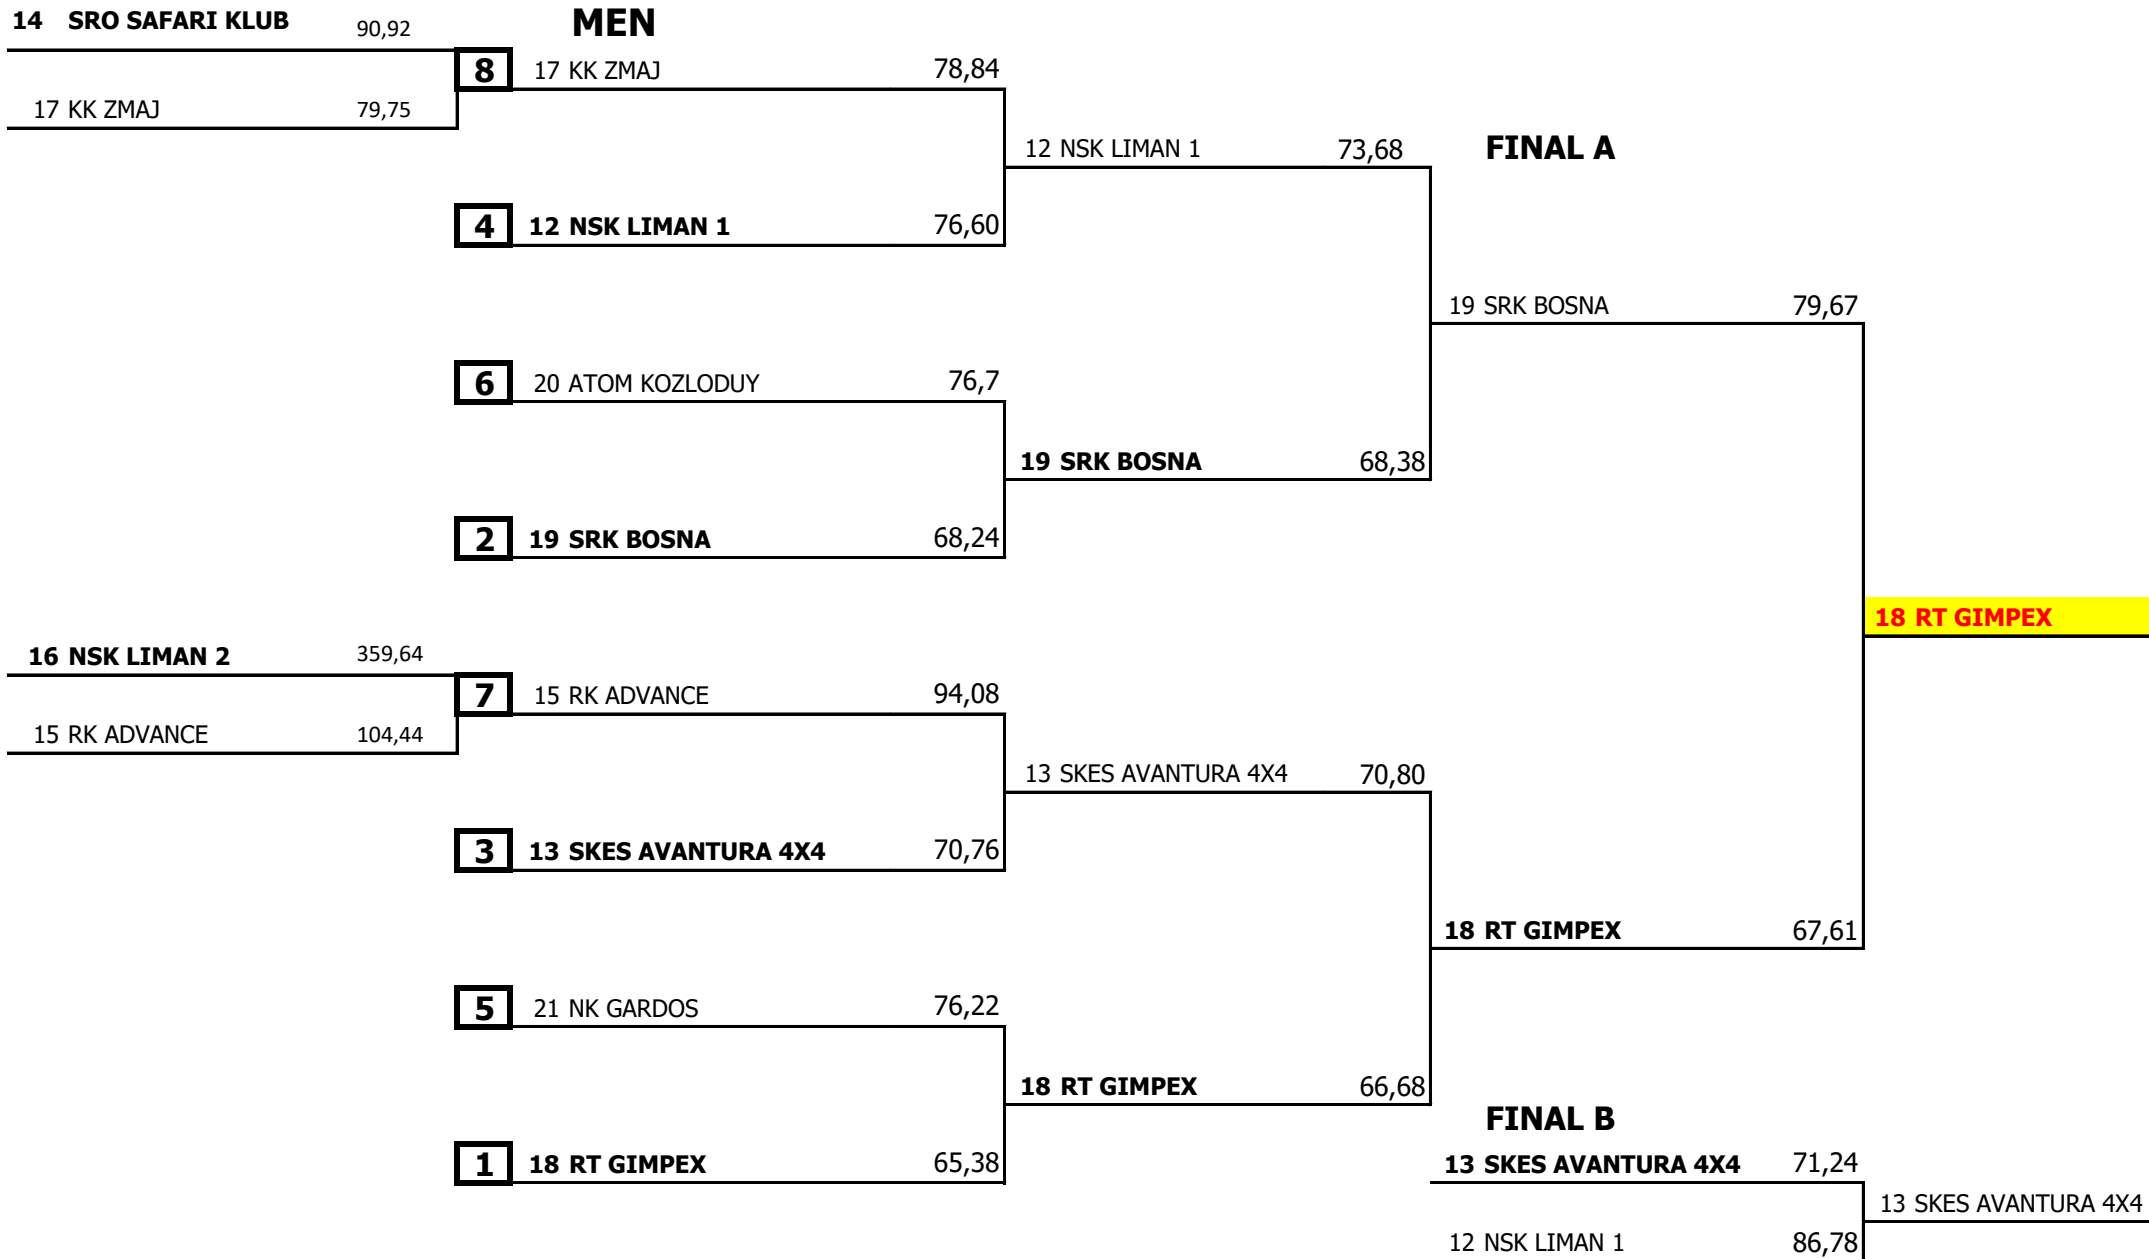 14 SRO SAFARI KLUB 90,92
MEN
8 17 KK ZMAJ 78,84
17 KK ZMAJ 79,75
12 NSK LIMAN 1 73,68
FINAL A
4 12 NSK LIMAN 1 76,60
19 SRK BOSNA 79,67
6 20 ATOM KOZLODUY 76,7
19 SRK BOSNA 68,38
2 19 SRK BOSNA 68,24
18 RT GIMPEX
16 NSK LIMAN 2 359,64
7 15 RK ADVANCE 94,08
15 RK ADVANCE 104,44
13 SKES AVANTURA 4X4 70,80
3 13 SKES AVANTURA 4X4 70,76
18 RT GIMPEX 67,61
5 21 NK GARDOS 76,22
18 RT GIMPEX 66,68
FINAL B
1 18 RT GIMPEX 65,38
13 SKES AVANTURA 4X4 71,24
13 SKES AVANTURA 4X4
12 NSK LIMAN 1 86,78